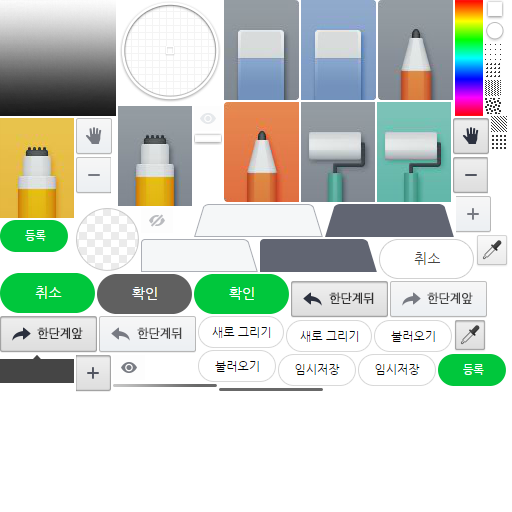 등록
취소
취소
확인
확인
한단계뒤
한단계앞
한단계앞
한단계뒤
새로 그리기
새로 그리기
불러오기
불러오기
임시저장
임시저장
등록